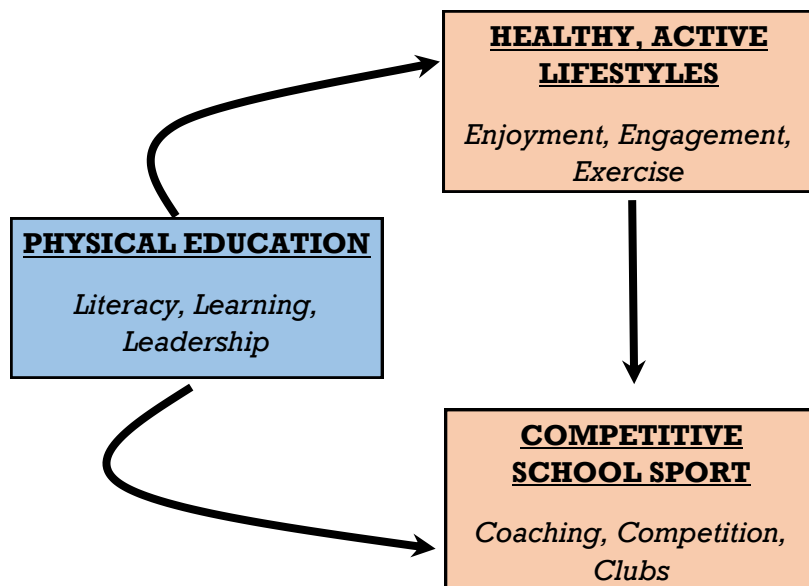 HEALTHY, ACTIVE
LIFESTYLES
Enjoyment, Engagement,
Exercise
PHYSICAL EDUCATION
Literacy, Learning,
Leadership
COMPETITIVE
SCHOOL SPORT
Coaching, Competition,
Clubs